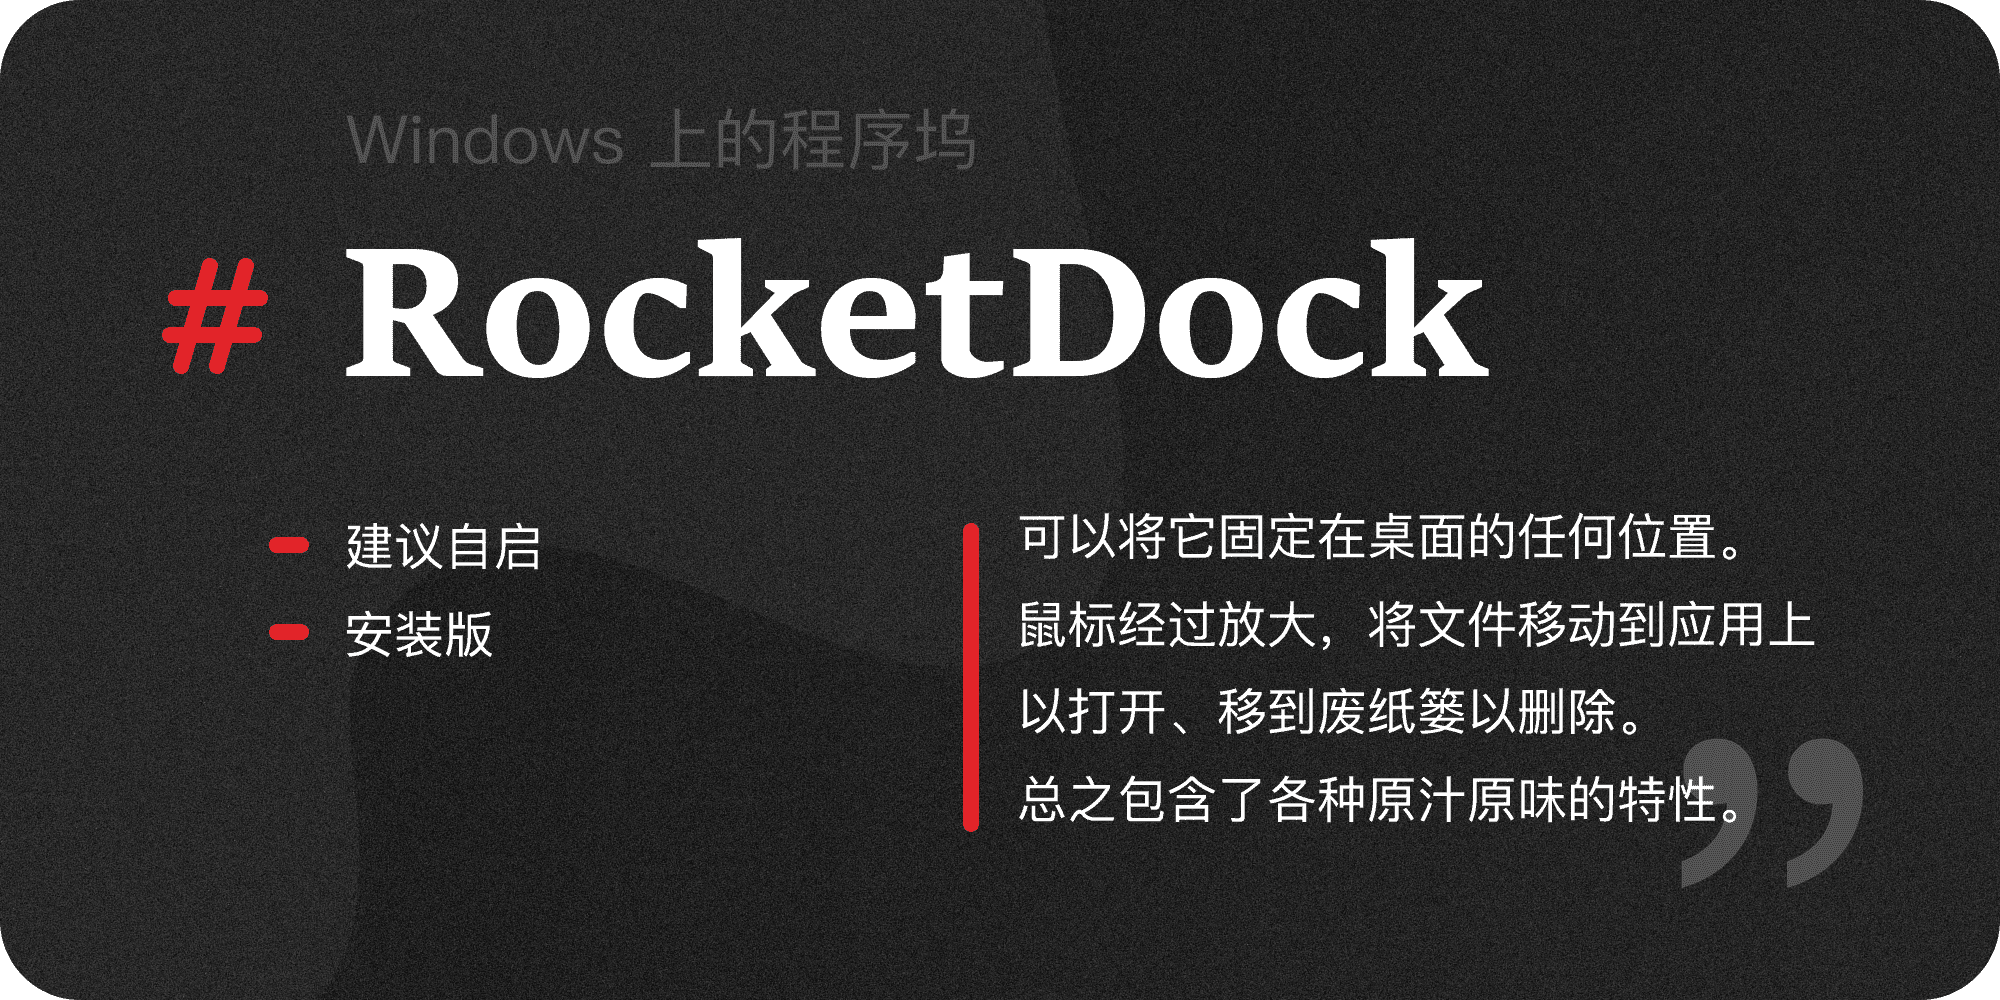 Windows 上的程序坞
# RocketDock
- 建议自启
- 安装版
可以将它固定在桌面的任何位置。
鼠标经过放大，将文件移动到应用上
以打开、移到废纸篓以删除。
总之包含了各种原汁原味的特性。
”